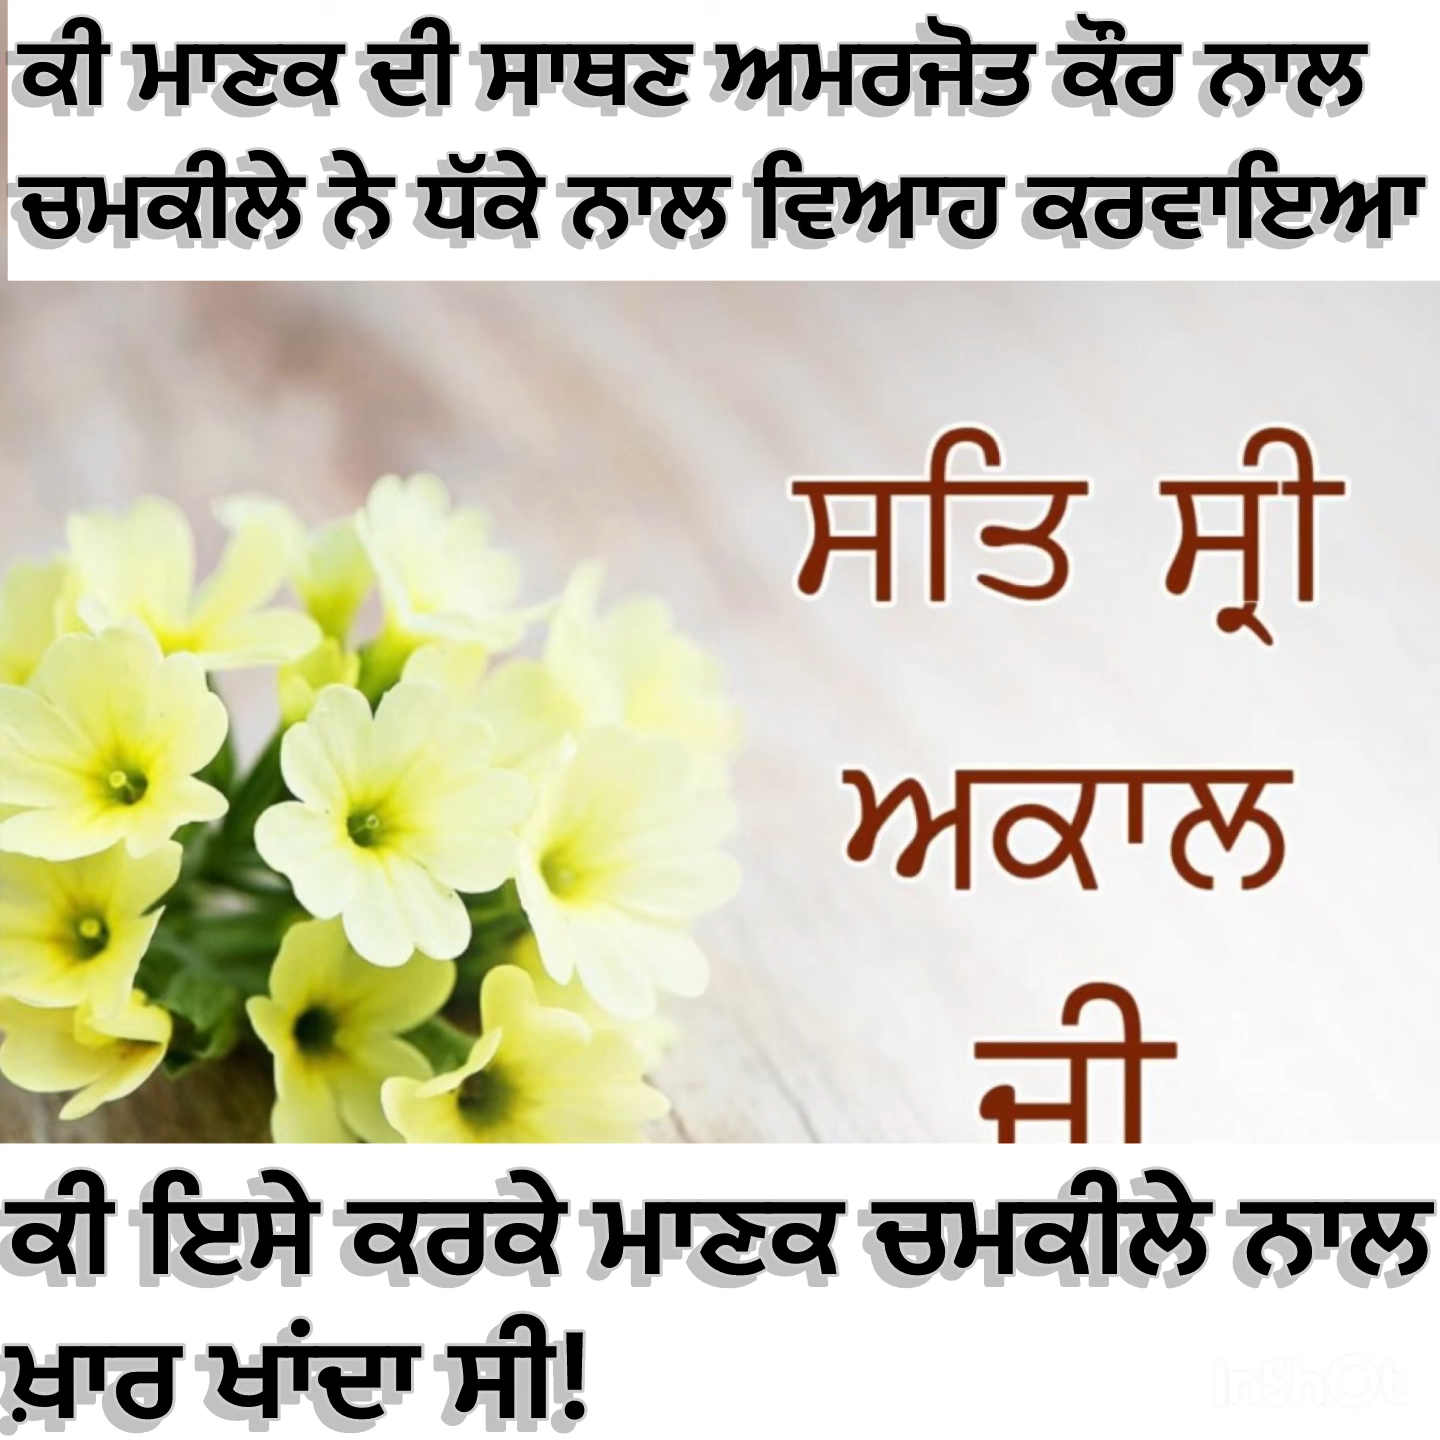 ਕੀ ਮਾਣਕ ਦੀ ਸਾਥਣ ਅਮਰਜੋਤ ਕੌਰ ਨਾਲ
ਚਮਕੀਲੇ ਨੇ ਧੱਕੇ ਨਾਲ ਵਿਆਹ ਕਰਵਾਇਆ
ਸਤਿ ਸ੍ਰੀ
ਅਕਾਲ
ਜੀ
ਕੀ ਇਸੇ ਕਰਕੇ ਮਾਣਕ ਚਮਕੀਲੇ ਨਾਲ
ਖ਼ਾਰ ਖਾਂਦਾ ਸੀ!
InShOt